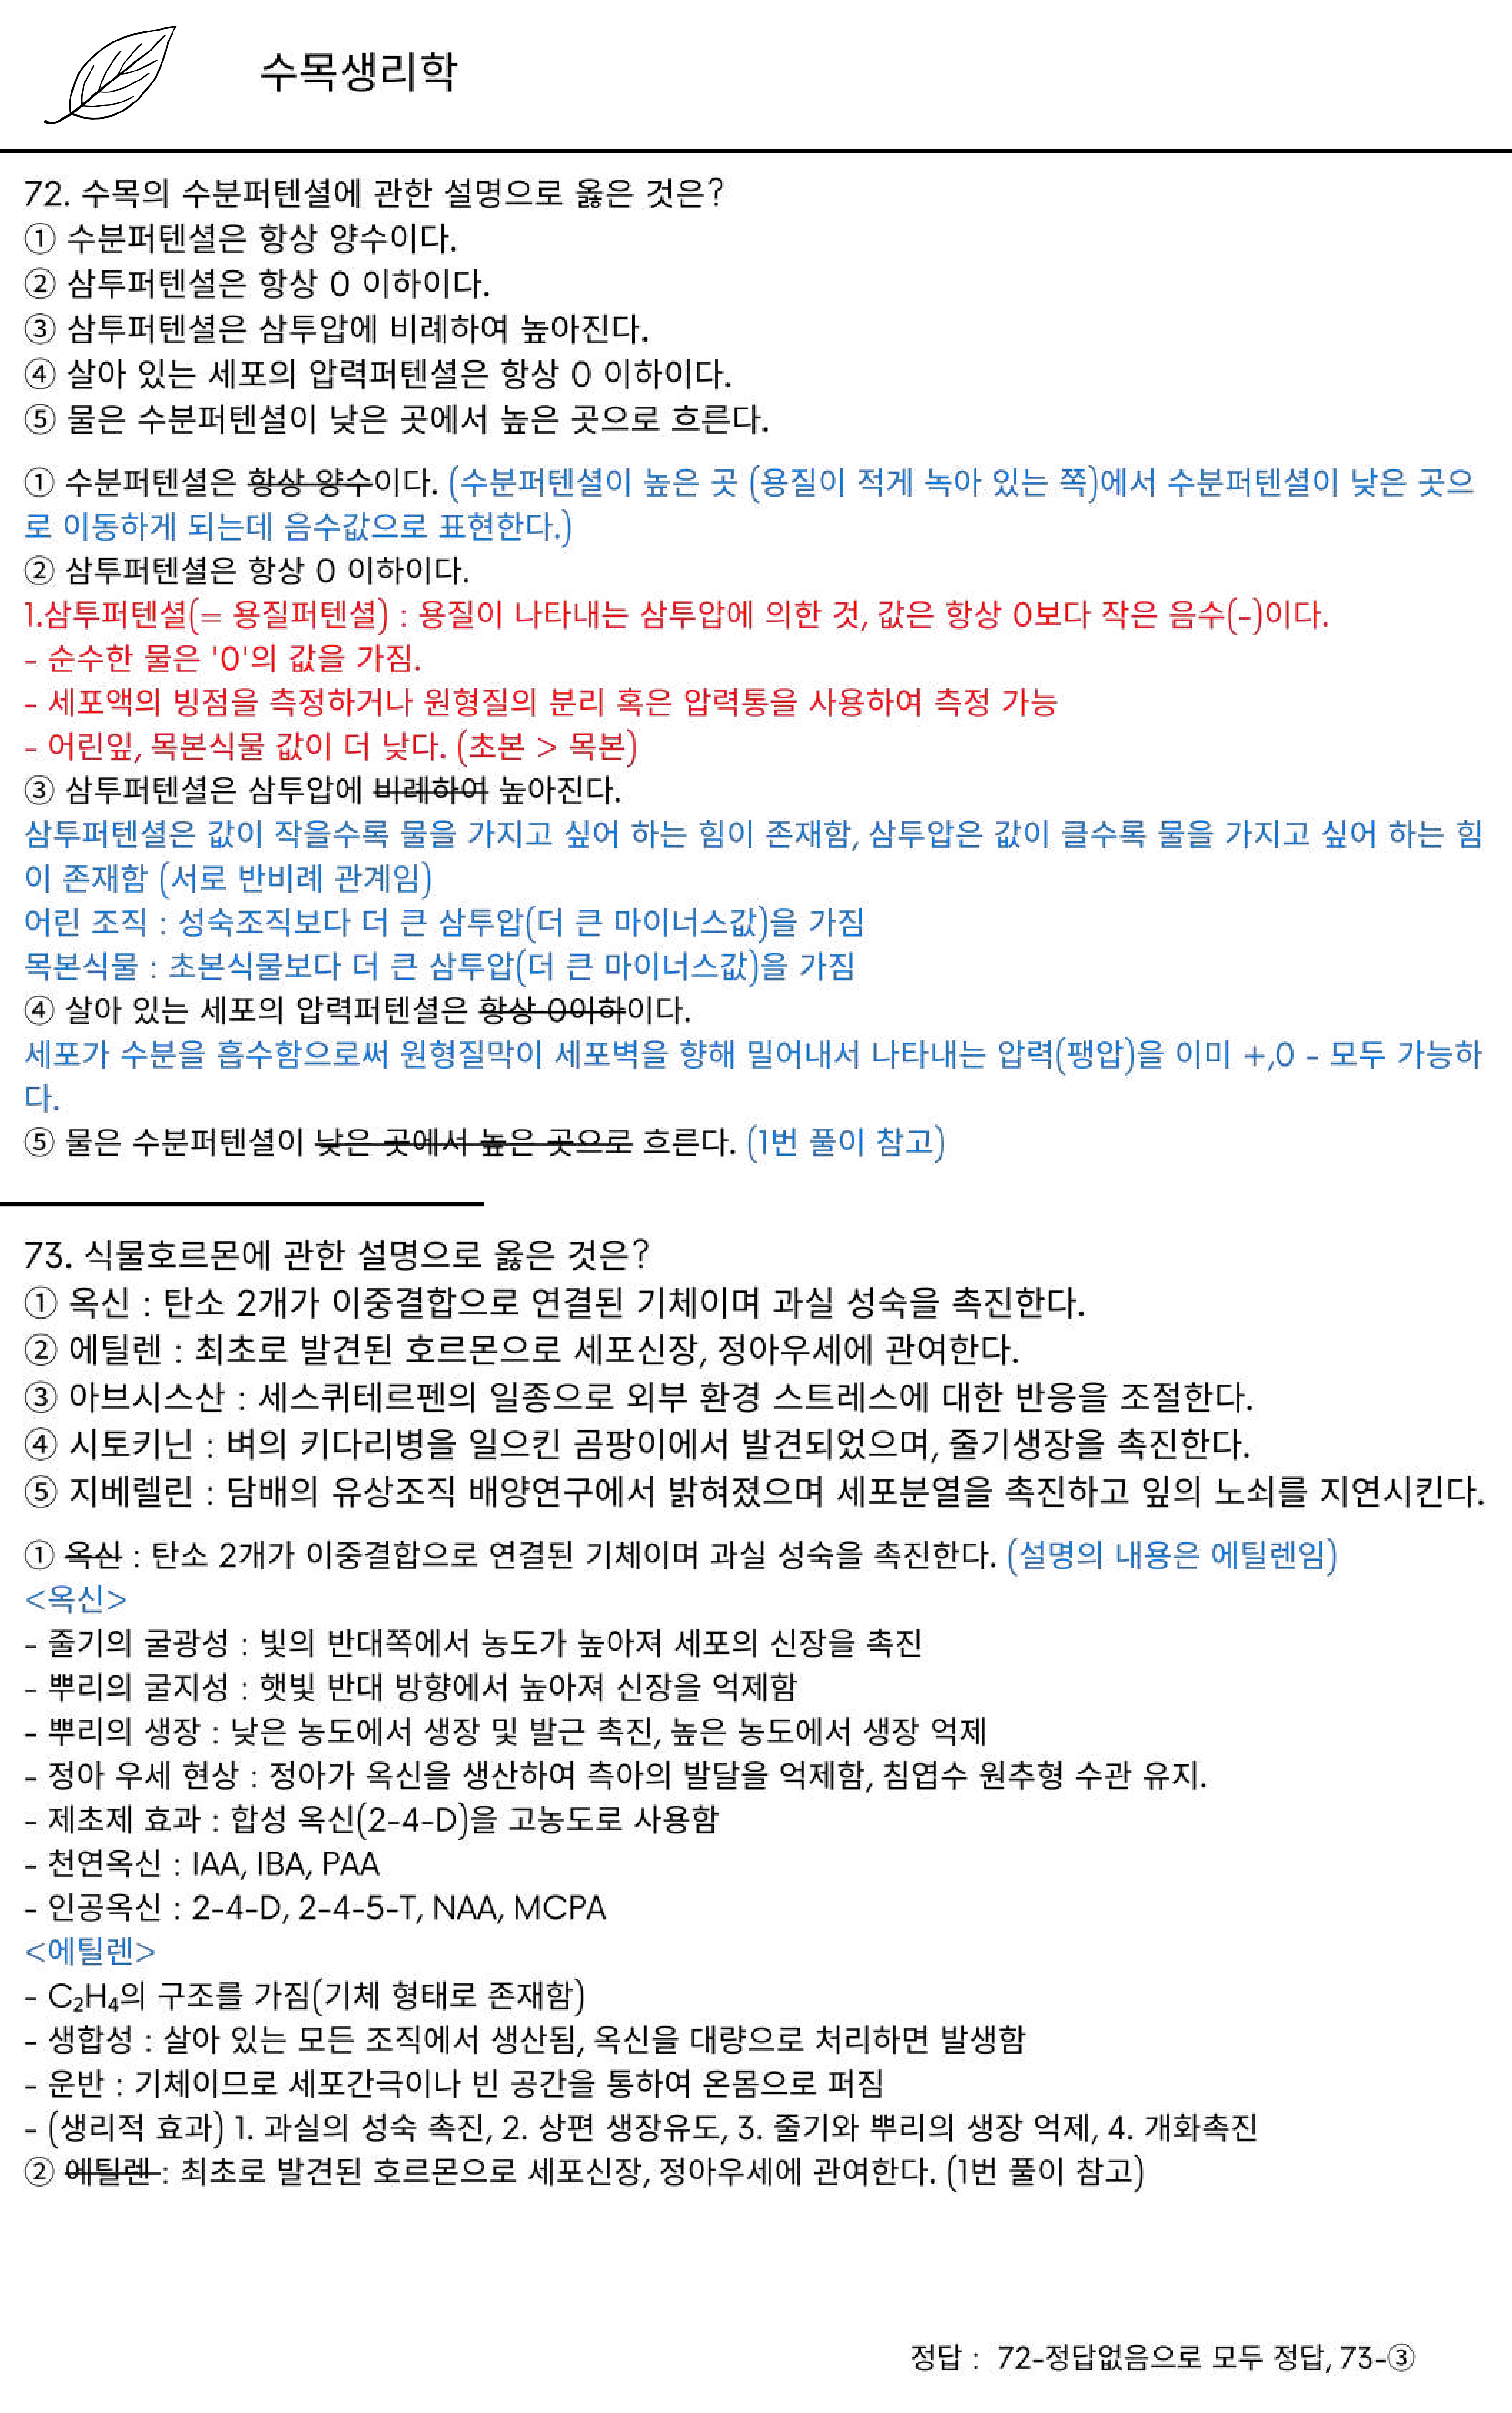 수목생리학
72. 수목의 수분퍼텐셜에 관한 설명으로 옳은 것은?
① 수분퍼텐셜은 항상 양수이다.
② 삼투퍼텐셜은 항상 0 이하이다.
③ 삼투퍼텐셜은 삼투압에 비례하여 높아진다.
④ 살아 있는 세포의 압력퍼텐셜은 항상 0 이하이다.
⑤ 물은 수분퍼텐셜이 낮은 곳에서 높은 곳으로 흐른다.
① 수분퍼텐셜은 항상 양수이다. (수분퍼텐셜이 높은 곳 (용질이 적게 녹아 있는 쪽)에서 수분퍼텐셜이 낮은 곳으
로 이동하게 되는데 음수값으로 표현한다.)
② 삼투퍼텐셜은 항상 0 이하이다.
1.삼투퍼텐셜(= 용질퍼텐셜) : 용질이 나타내는 삼투압에 의한 것, 값은 항상 0보다 작은 음수(-)이다.
- 순수한 물은 '0'의 값을 가짐.
- 세포액의 빙점을 측정하거나 원형질의 분리 혹은 압력통을 사용하여 측정 가능
- 어린잎, 목본식물 값이 더 낮다. (초본 > 목본)
③ 삼투퍼텐셜은 삼투압에 비례하여 높아진다.
삼투퍼텐셜은 값이 작을수록 물을 가지고 싶어 하는 힘이 존재함, 삼투압은 값이 클수록 물을 가지고 싶어 하는 힘
이 존재함 (서로 반비례 관계임)
어린 조직 : 성숙조직보다 더 큰 삼투압(더 큰 마이너스값)을 가짐
목본식물 : 초본식물보다 더 큰 삼투압(더 큰 마이너스값)을 가짐
④ 살아 있는 세포의 압력퍼텐셜은 항상 0이하이다.
세포가 수분을 흡수함으로써 원형질막이 세포벽을 향해 밀어내서 나타내는 압력(팽압)을 이미 +,0 - 모두 가능하
다.
⑤ 물은 수분퍼텐셜이 낮은 곳에서 높은 곳으로 흐른다. (1번 풀이 참고)
73. 식물호르몬에 관한 설명으로 옳은 것은?
① 옥신 : 탄소 2개가 이중결합으로 연결된 기체이며 과실 성숙을 촉진한다.
② 에틸렌 : 최초로 발견된 호르몬으로 세포신장, 정아우세에 관여한다.
③ 아브시스산 : 세스퀴테르펜의 일종으로 외부 환경 스트레스에 대한 반응을 조절한다.
④ 시토키닌 : 벼의 키다리병을 일으킨 곰팡이에서 발견되었으며, 줄기생장을 촉진한다.
⑤ 지베렐린 : 담배의 유상조직 배양연구에서 밝혀졌으며 세포분열을 촉진하고 잎의 노쇠를 지연시킨다.
① 옥신 : 탄소 2개가 이중결합으로 연결된 기체이며 과실 성숙을 촉진한다. (설명의 내용은 에틸렌임)
<옥신>
- 줄기의 굴광성 : 빛의 반대쪽에서 농도가 높아져 세포의 신장을 촉진
- 뿌리의 굴지성 : 햇빛 반대 방향에서 높아져 신장을 억제함
- 뿌리의 생장 : 낮은 농도에서 생장 및 발근 촉진, 높은 농도에서 생장 억제
- 정아 우세 현상 : 정아가 옥신을 생산하여 측아의 발달을 억제함, 침엽수 원추형 수관 유지.
- 제초제 효과 : 합성 옥신(2-4-D)을 고농도로 사용함
- 천연옥신 : IAA, IBA, PAA
- 인공옥신 : 2-4-D, 2-4-5-T, NAA, MCPA
<에틸렌>
- C₂H₄의 구조를 가짐(기체 형태로 존재함)
- 생합성 : 살아 있는 모든 조직에서 생산됨, 옥신을 대량으로 처리하면 발생함
- 운반 : 기체이므로 세포간극이나 빈 공간을 통하여 온몸으로 퍼짐
- (생리적 효과) 1. 과실의 성숙 촉진, 2. 상편 생장유도, 3. 줄기와 뿌리의 생장 억제, 4. 개화촉진
② 에틸렌 : 최초로 발견된 호르몬으로 세포신장, 정아우세에 관여한다. (1번 풀이 참고)
정답 : 72-정답없음으로 모두 정답, 73-③